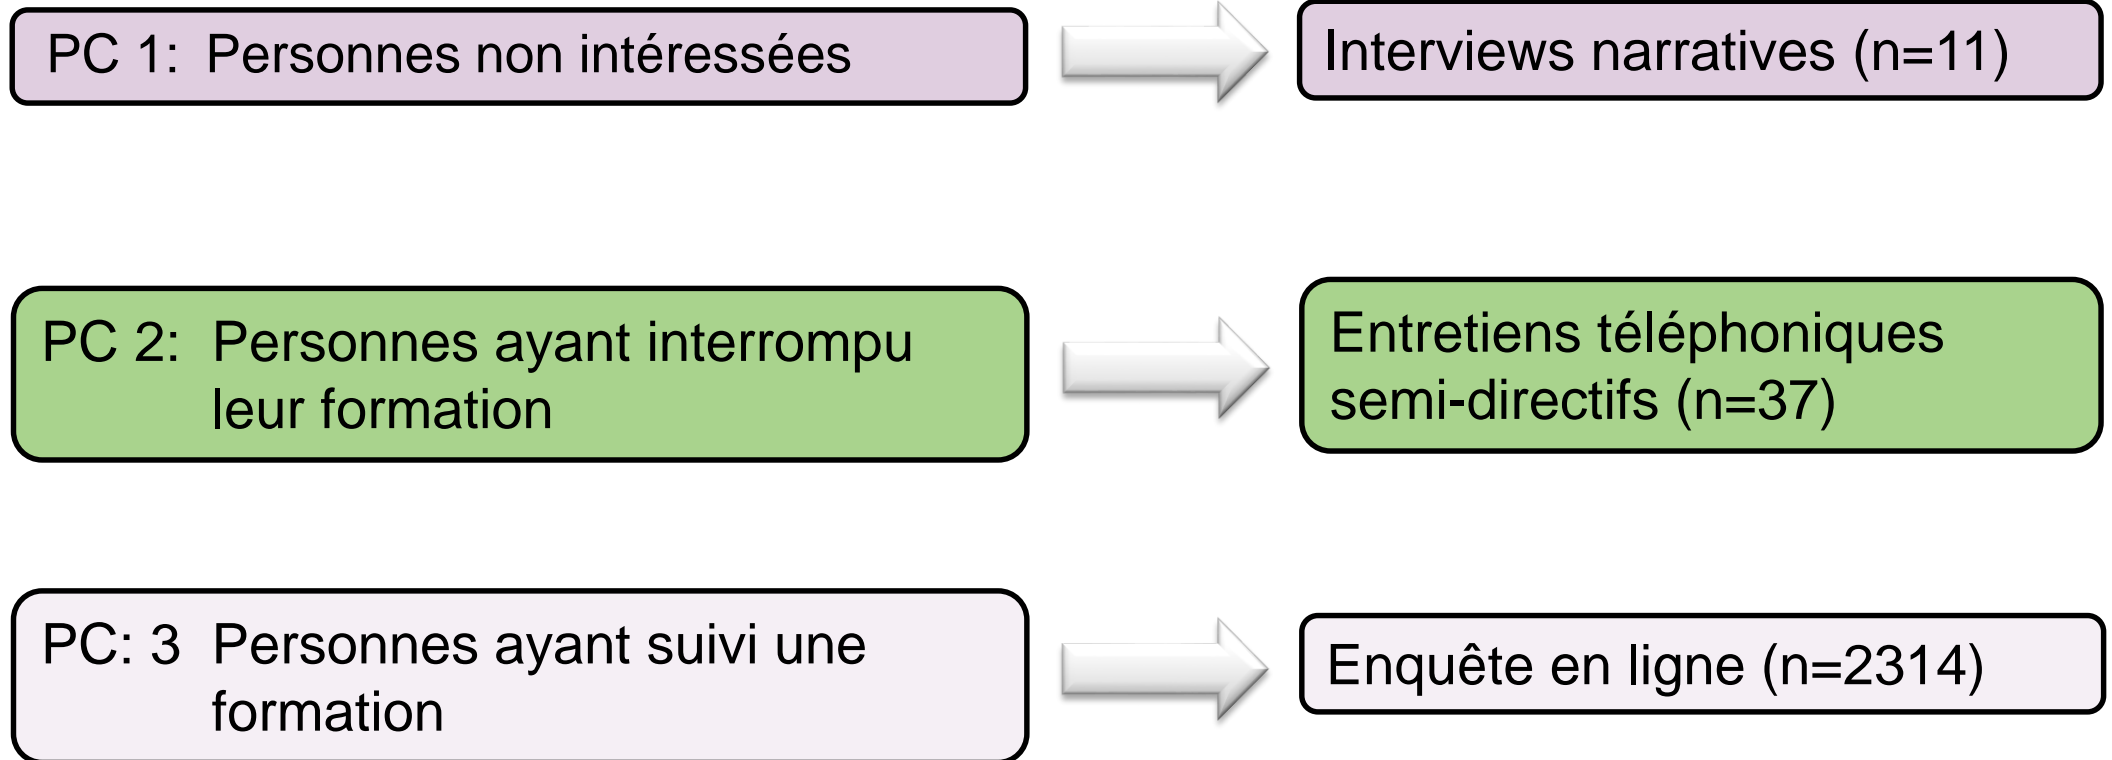 PC 1: Personnes non intéressées
Interviews narratives (n=11)
PC 2: Personnes ayant interrompu
leur formation
Entretiens téléphoniques
semi-directifs (n=37)
PC: 3 Personnes ayant suivi une
formation
Enquête en ligne (n=2314)